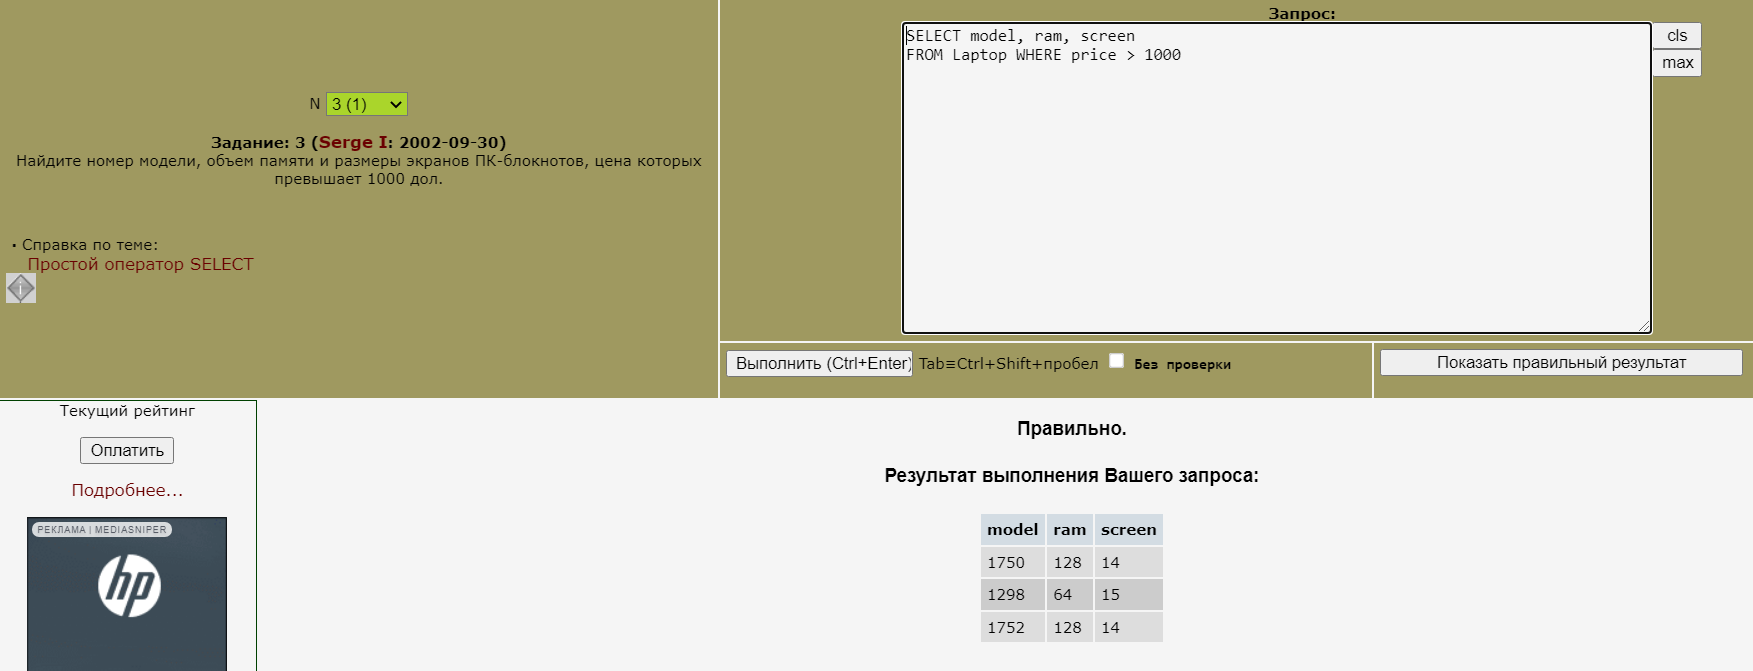 N 3 (1)
Задание: 3 (Serge I: 2002-09-30)
Найдите номер модели, объем памяти и размеры экранов ПК-блокнотов, цена которых
превышает 1000 дол.
· Справка по теме:
Простой оператор SELECT
i
Запрос:
SELECT model, ram, screen
FROM Laptop WHERE price > 1000
cls
max
Выполнить (Ctrl+Enter) Tab≡Ctrl+Shift+пробел Без проверки
Показать правильный результат
Текущий рейтинг
Оплатить
Подробнее...
РЕКЛАМА | MEDIASNIPER
hp
Правильно.
Результат выполнения Вашего запроса:
model ram screen
1750 128 14
1298 64 15
1752 128 14